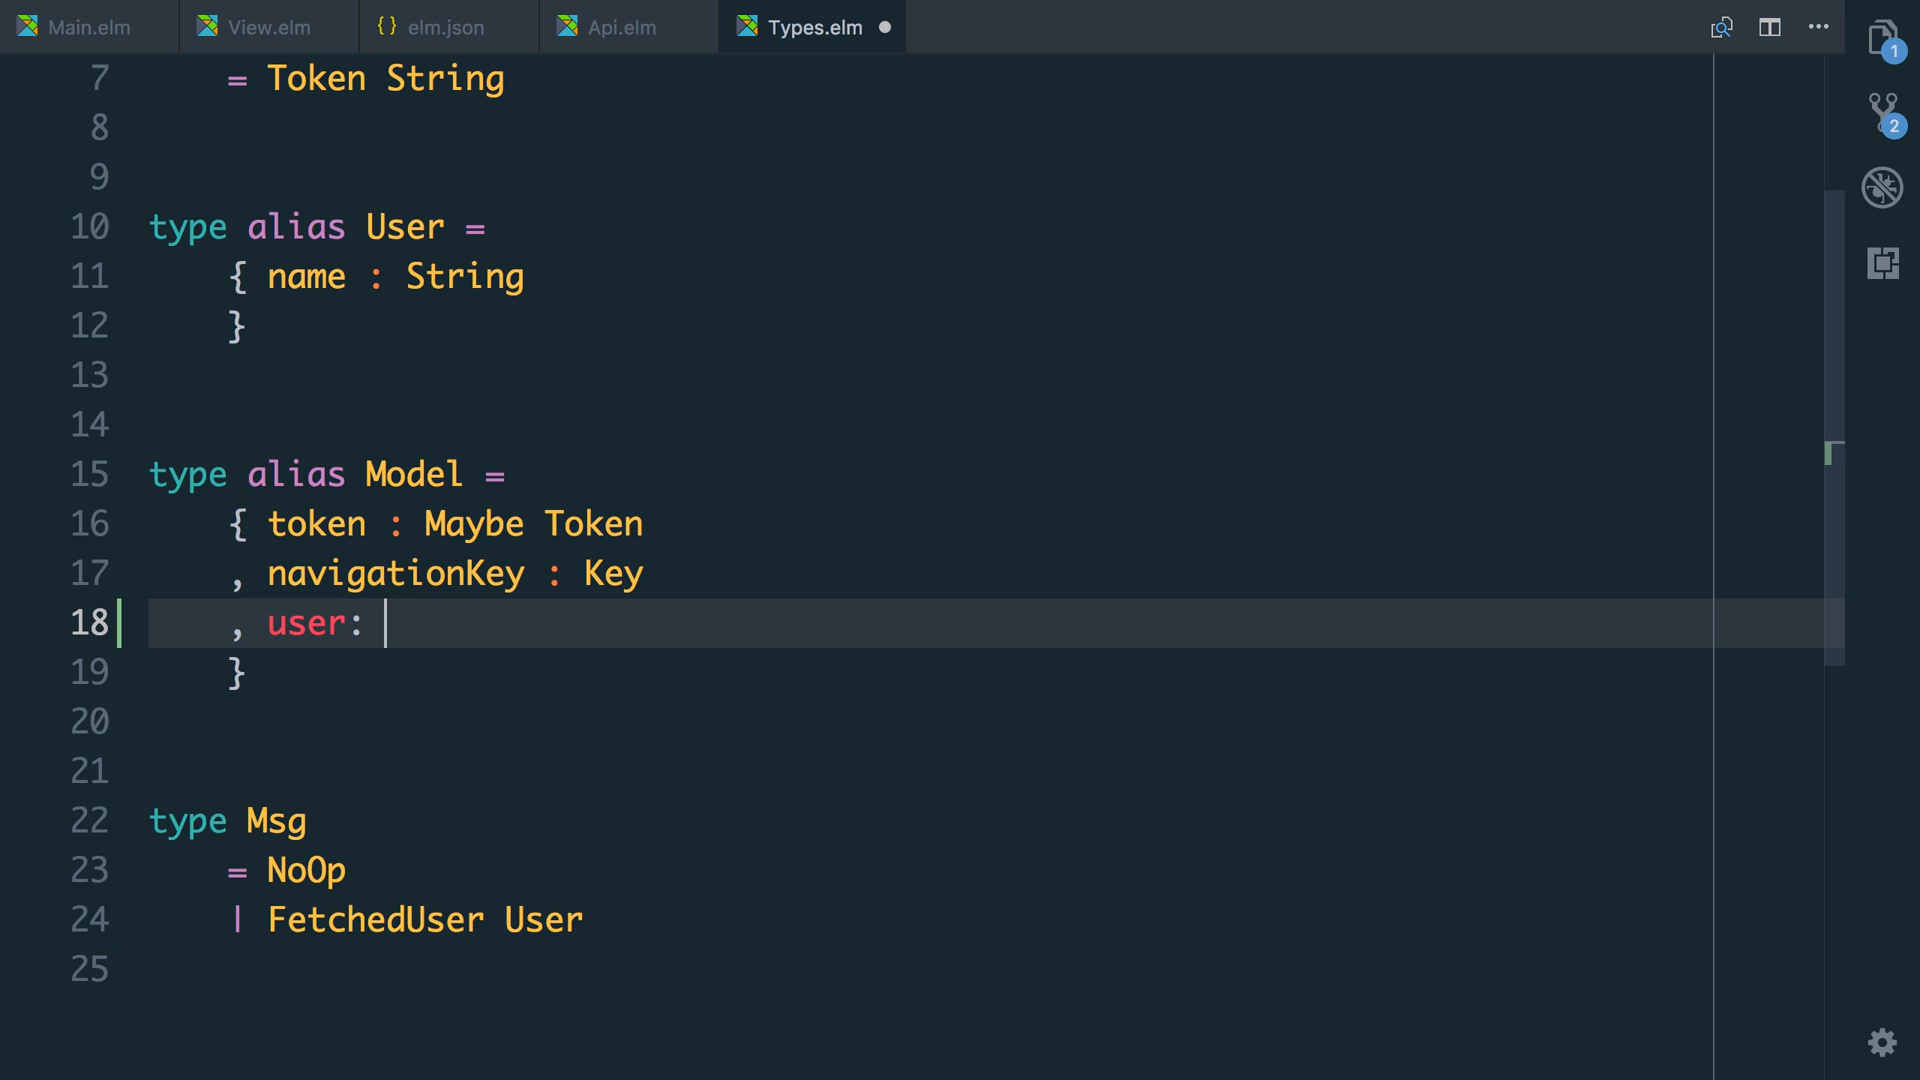 Main.elm View.elm {} elm.json Api.elm Types.elm
1
2
7 = Token String
8
9
10 type alias User =
11 { name : String
12 }
13
14
15 type alias Model =
16 { token : Maybe Token
17 , navigationKey : Key
18 , user:
19 }
20
21
22 type Msg
23 = NoOp
24 | FetchedUser User
25